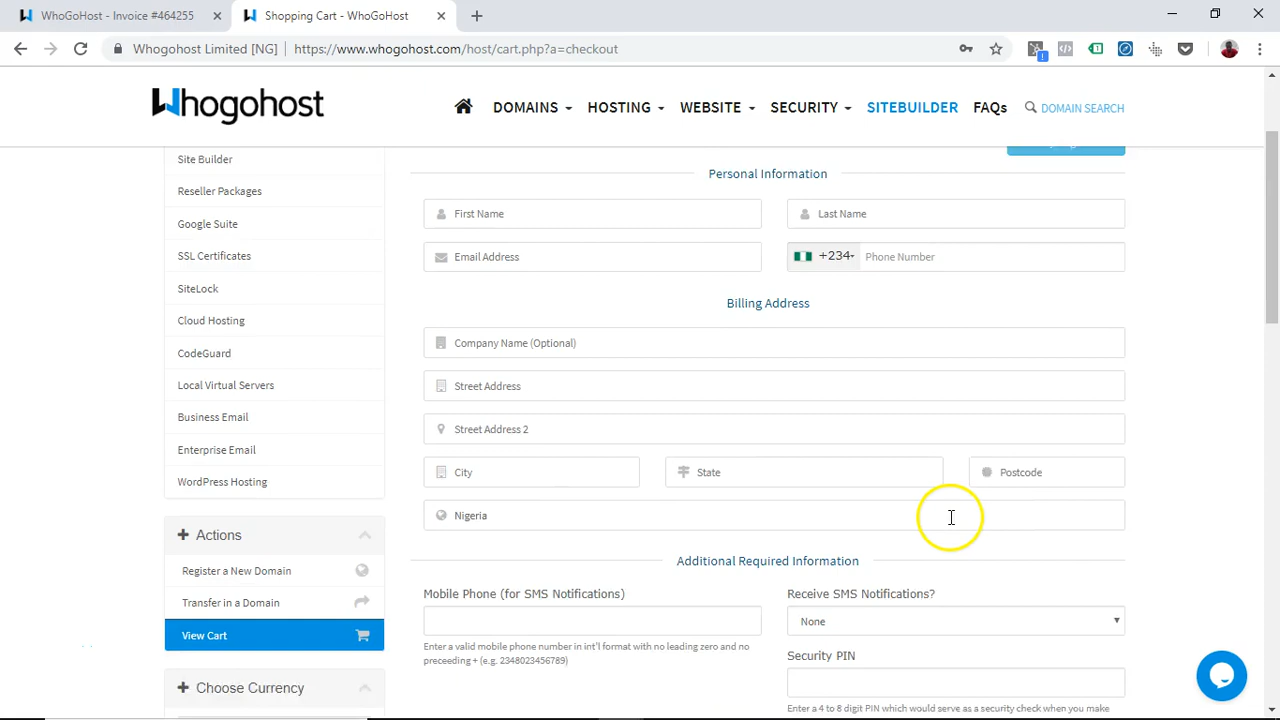 WhoGoHost - Invoice #464255
Shopping Cart - WhoGoHost
Whogohost Limited [NG]
https://www.whogohost.com/host/cart.php?a=checkout
Whogohost
DOMAINS
HOSTING
WEBSITE
SECURITY
SITEBUILDER
FAQs
DOMAIN SEARCH
Site Builder
Reseller Packages
Google Suite
SSL Certificates
SiteLock
Cloud Hosting
CodeGuard
Local Virtual Servers
Business Email
Enterprise Email
WordPress Hosting
Actions
Register a New Domain
Transfer in a Domain
View Cart
Choose Currency
Personal Information
First Name
Last Name
Email Address
+234
Phone Number
Billing Address
Company Name (Optional)
Street Address
Street Address 2
City
State
Postcode
Nigeria
Additional Required Information
Mobile Phone (for SMS Notifications)
Enter a valid mobile phone number in int'l format with no leading zero and no
preceeding + (e.g. 2348023456789)
Receive SMS Notifications?
None
Security PIN
Enter a 4 to 8 digit PIN which would serve as a security check when you make